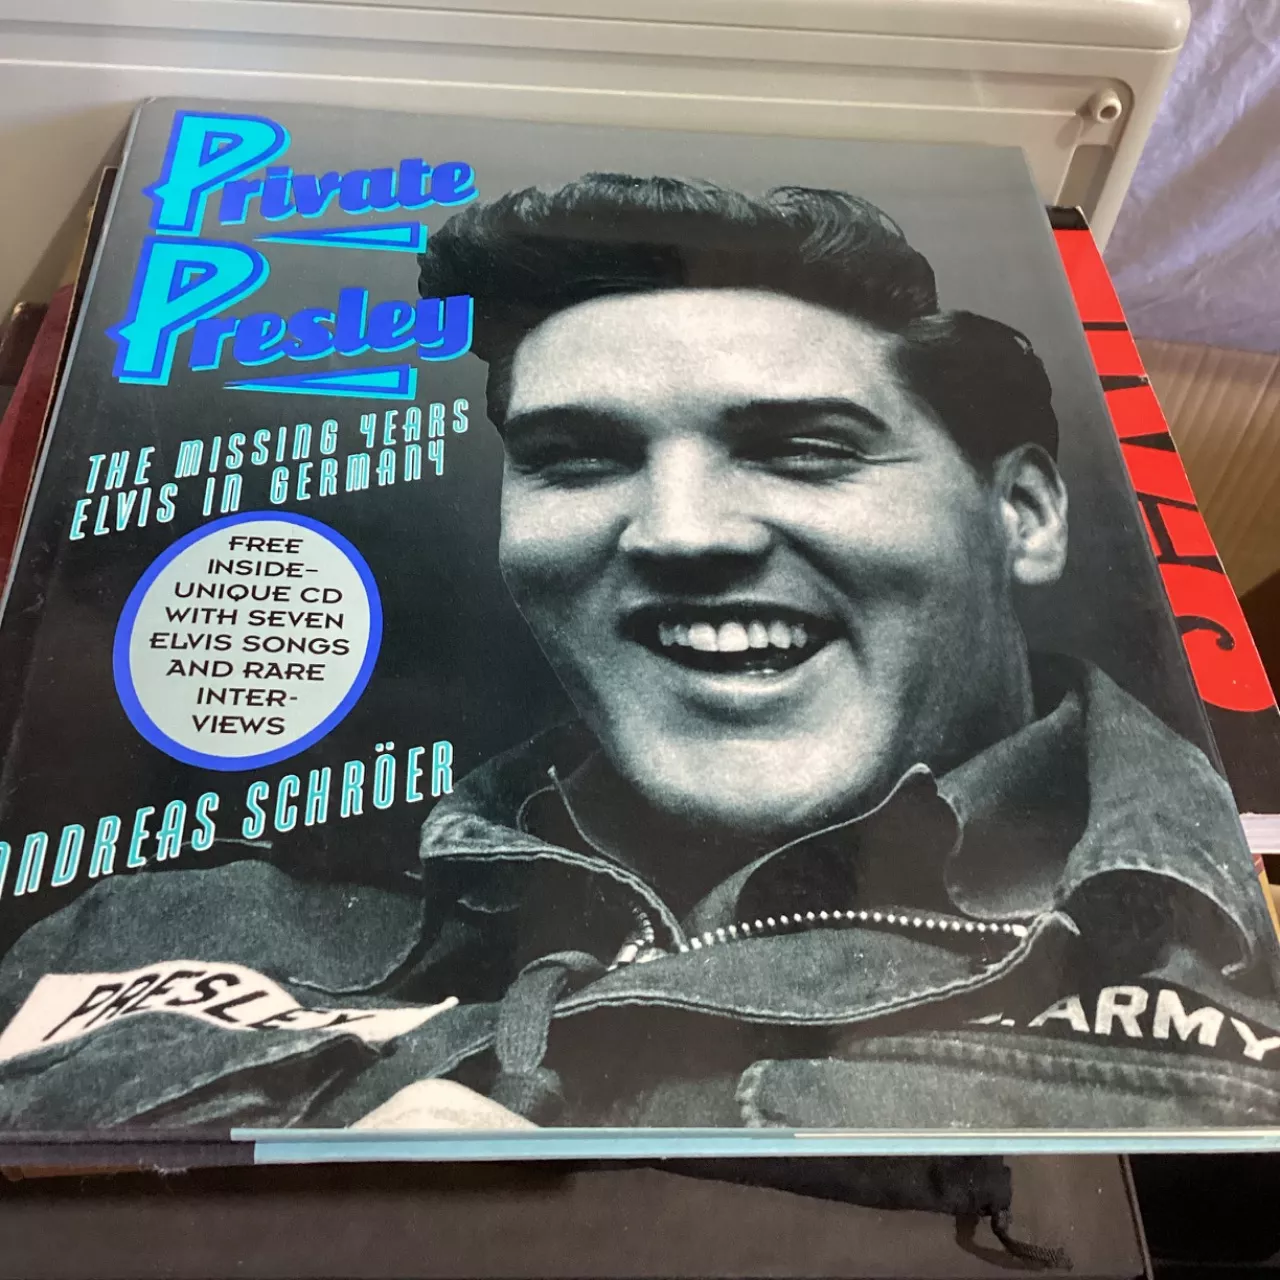 Private
Presley
THE MISSING YEARS
ELVIS IN GERMANY
FREE
INSIDE–
UNIQUE CD
WITH SEVEN
ELVIS SONGS
AND RARE
INTER-
VIEWS
ANDREAS SCHRÖER
PRESLEY
ARMY